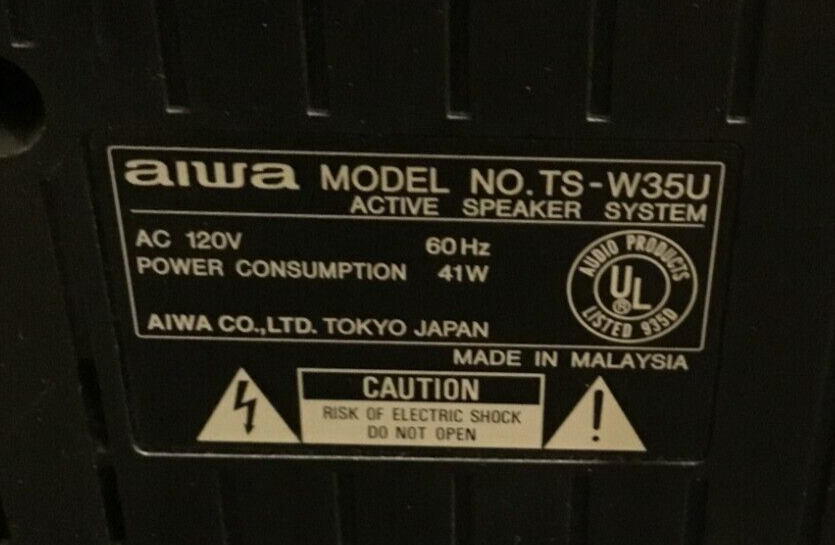 aiwa MODEL NO. TS-W35U
ACTIVE SPEAKER SYSTEM
AC 120V 60Hz
POWER CONSUMPTION 41W
AUDIO PRODUCTS
UL
®
LISTED 935D
AIWA CO.,LTD. TOKYO JAPAN
MADE IN MALAYSIA
CAUTION
RISK OF ELECTRIC SHOCK
DO NOT OPEN